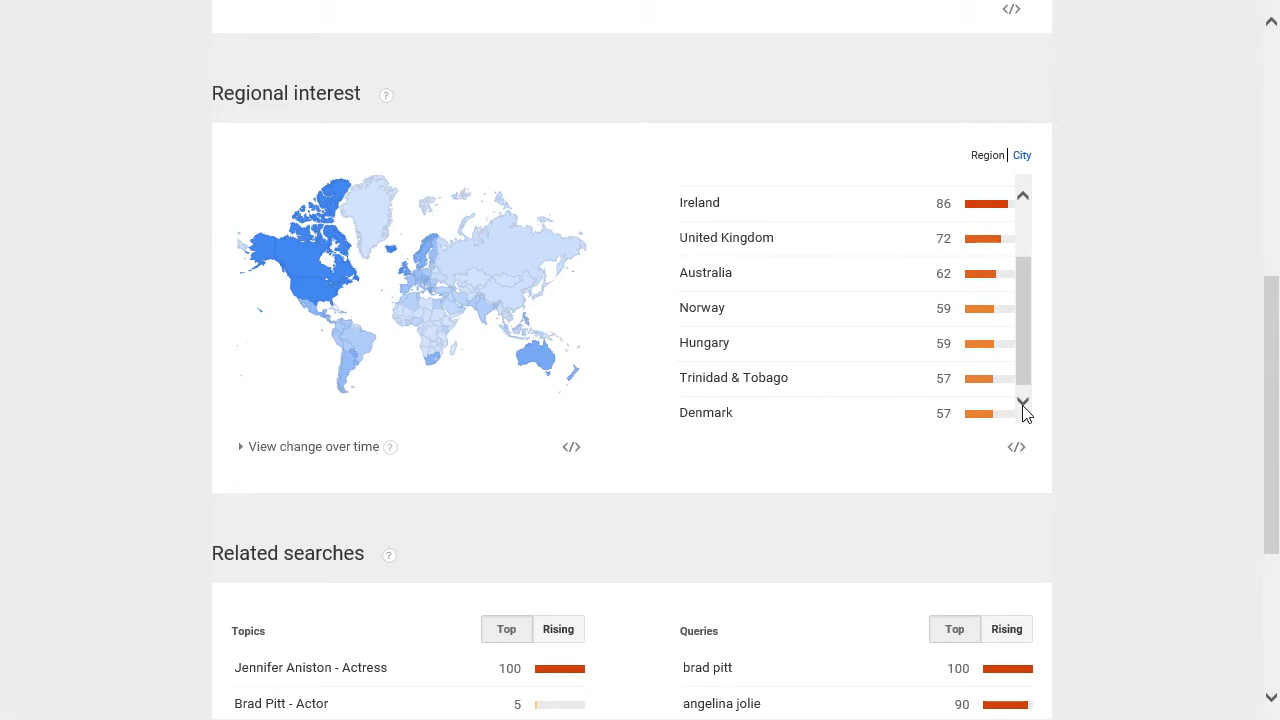 </>
Regional interest ?
Region City
Ireland 86
United Kingdom 72
Australia 62
Norway 59
Hungary 59
Trinidad & Tobago 57
Denmark 57
View change over time ?
</>
</>
Related searches ?
Topics Top Rising
Jennifer Aniston - Actress 100
Brad Pitt - Actor 5
Queries Top Rising
brad pitt 100
angelina jolie 90